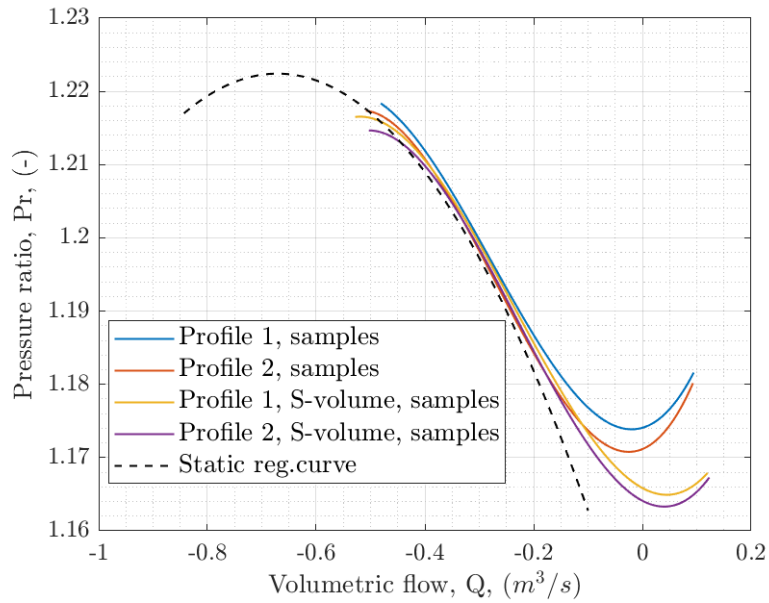 1.23
1.22
1.21
1.2
1.19
1.18
1.17
1.16
Pressure ratio, Pr, (-)
Profile 1, samples
Profile 2, samples
Profile 1, S-volume, samples
Profile 2, S-volume, samples
Static reg.curve
-1 -0.8 -0.6 -0.4 -0.2 0 0.2
Volumetric flow, Q, (m³/s)